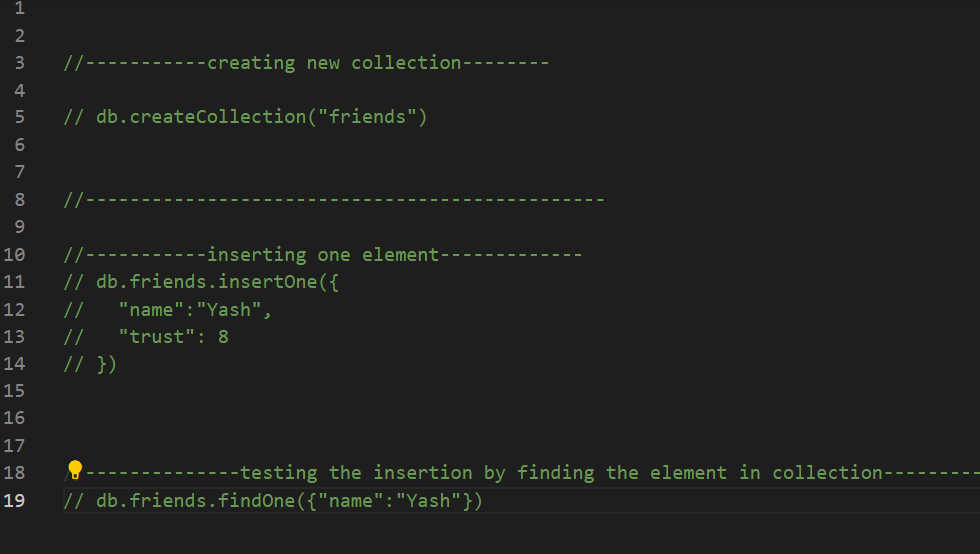 1
2
3 //-----------creating new collection--------
4
5 // db.createCollection("friends")
6
7
8 //-----------------------------------------------
9
10 //-----------inserting one element-------------
11 // db.friends.insertOne({
12 //   "name":"Yash",
13 //   "trust": 8
14 // })
15
16
17
18 //--------------testing the insertion by finding the element in collection---------
19 // db.friends.findOne({"name":"Yash"})